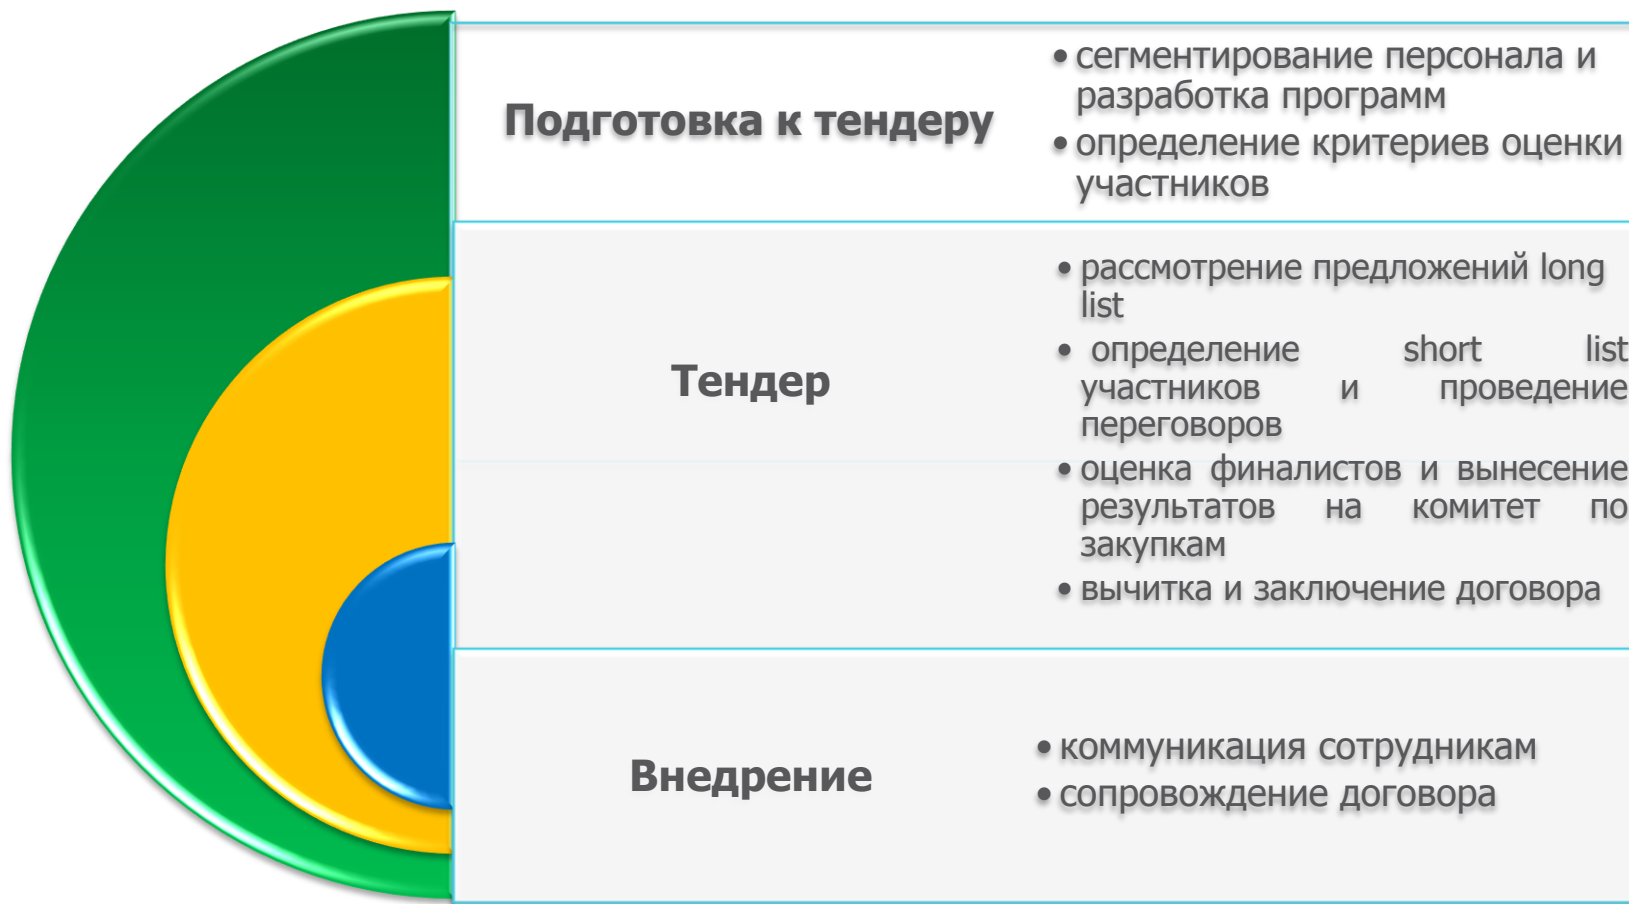 Подготовка к тендеру
• сегментирование персонала и
разработка программ
• определение критериев оценки
участников
Тендер
• рассмотрение предложений long
list
• определение short list
участников и проведение
переговоров
• оценка финалистов и вынесение
результатов на комитет по
закупкам
• вычитка и заключение договора
Внедрение
• коммуникация сотрудникам
• сопровождение договора